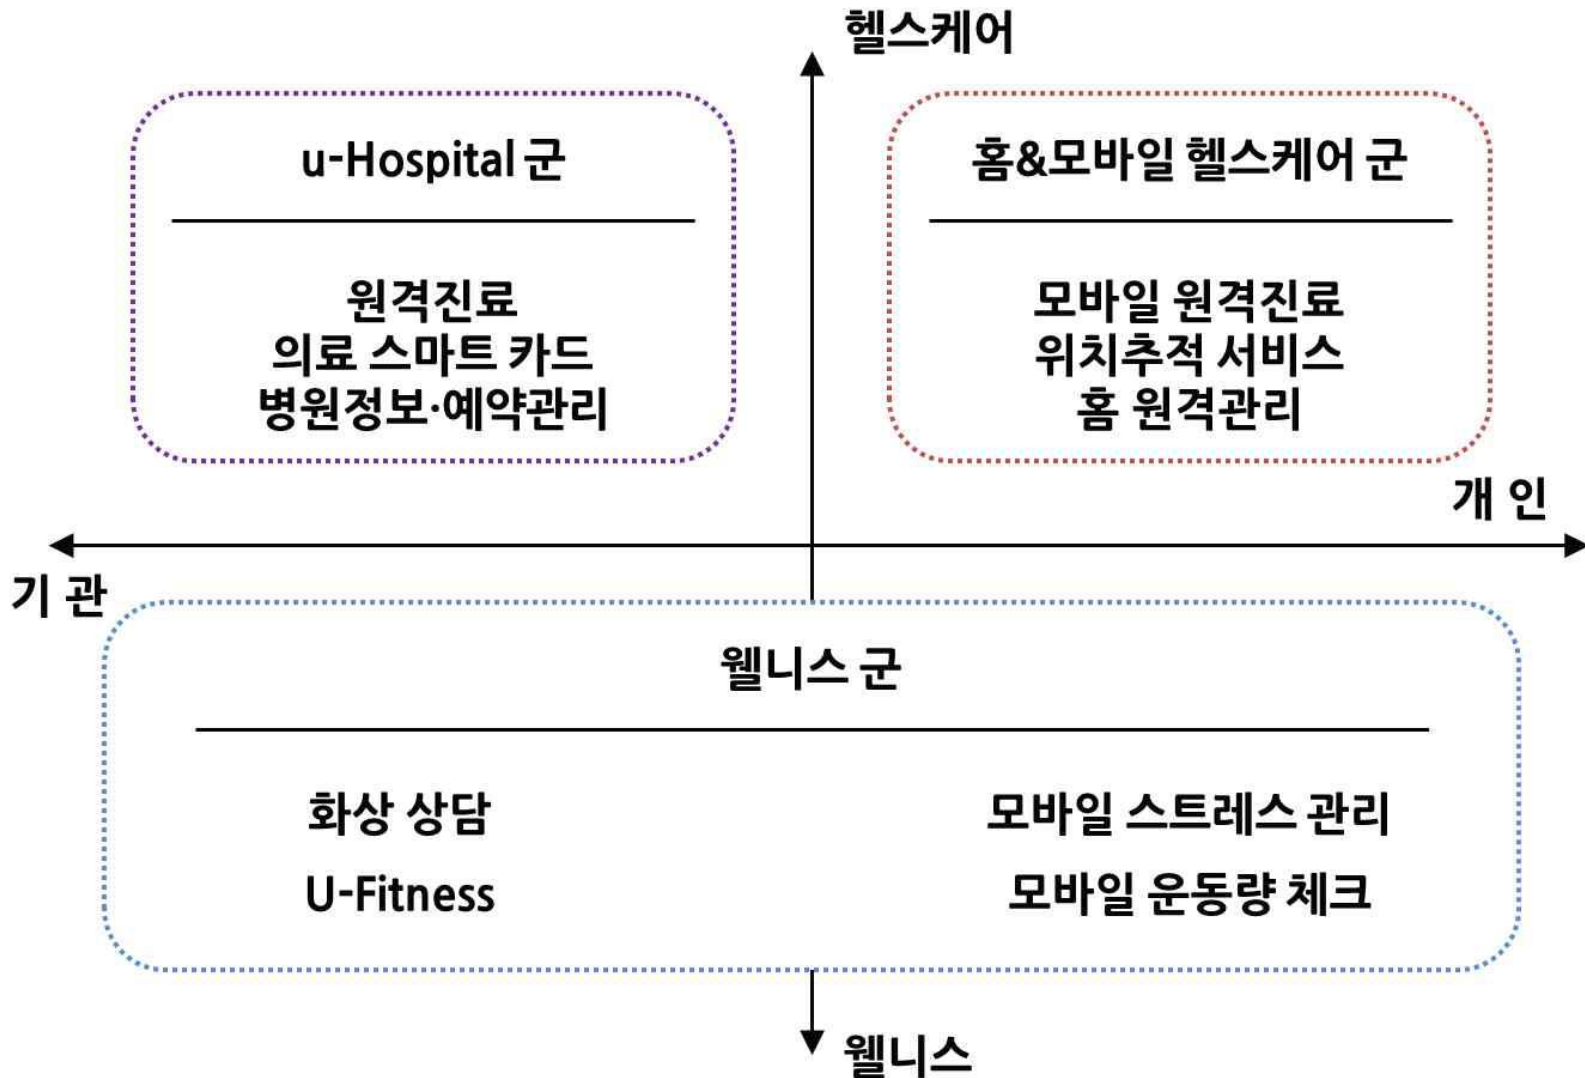 헬스케어
u-Hospital 군
원격진료
의료 스마트 카드
병원정보·예약관리
홈&모바일 헬스케어 군
모바일 원격진료
위치추적 서비스
홈 원격관리
개 인
기 관
웰니스 군
화상 상담
U-Fitness
모바일 스트레스 관리
모바일 운동량 체크
웰니스